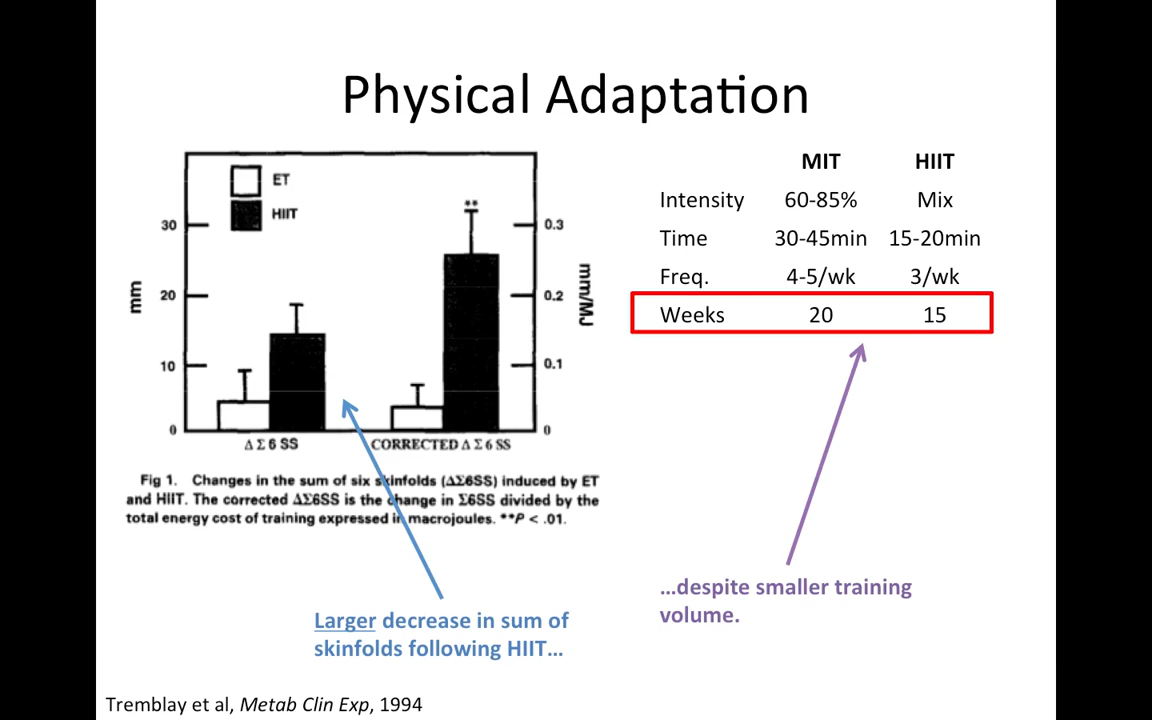 Physical Adaptation
ET
HIIT
30
20
10
0
mm
0.3
0.2
0.1
0
mm/MJ
**
Δ Σ 6 SS
CORRECTED Δ Σ 6 SS
Fig 1. Changes in the sum of six skinfolds (ΔΣ6SS) induced by ET
and HIIT. The corrected ΔΣ6SS is the change in Σ6SS divided by the
total energy cost of training expressed in macrojoules. **P < .01.
MIT HIIT
Intensity 60-85% Mix
Time 30-45min 15-20min
Freq. 4-5/wk 3/wk
Weeks 20 15
Larger decrease in sum of
skinfolds following HIIT…
…despite smaller training
volume.
Tremblay et al, Metab Clin Exp, 1994